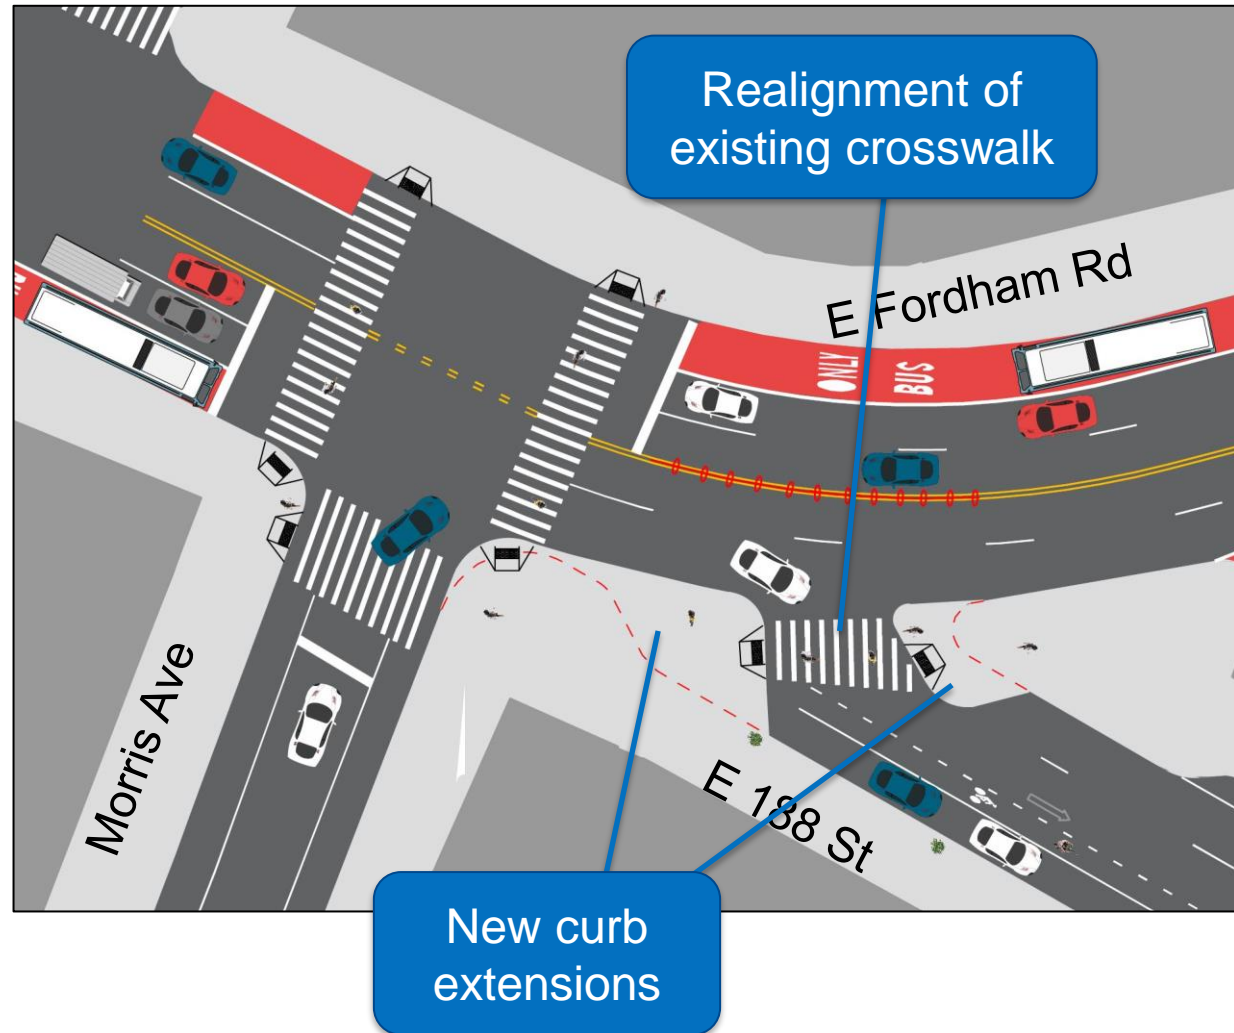 Realignment of
existing crosswalk
E Fordham Rd
ONLY
BUS
Morris Ave
E 188 St
New curb
extensions